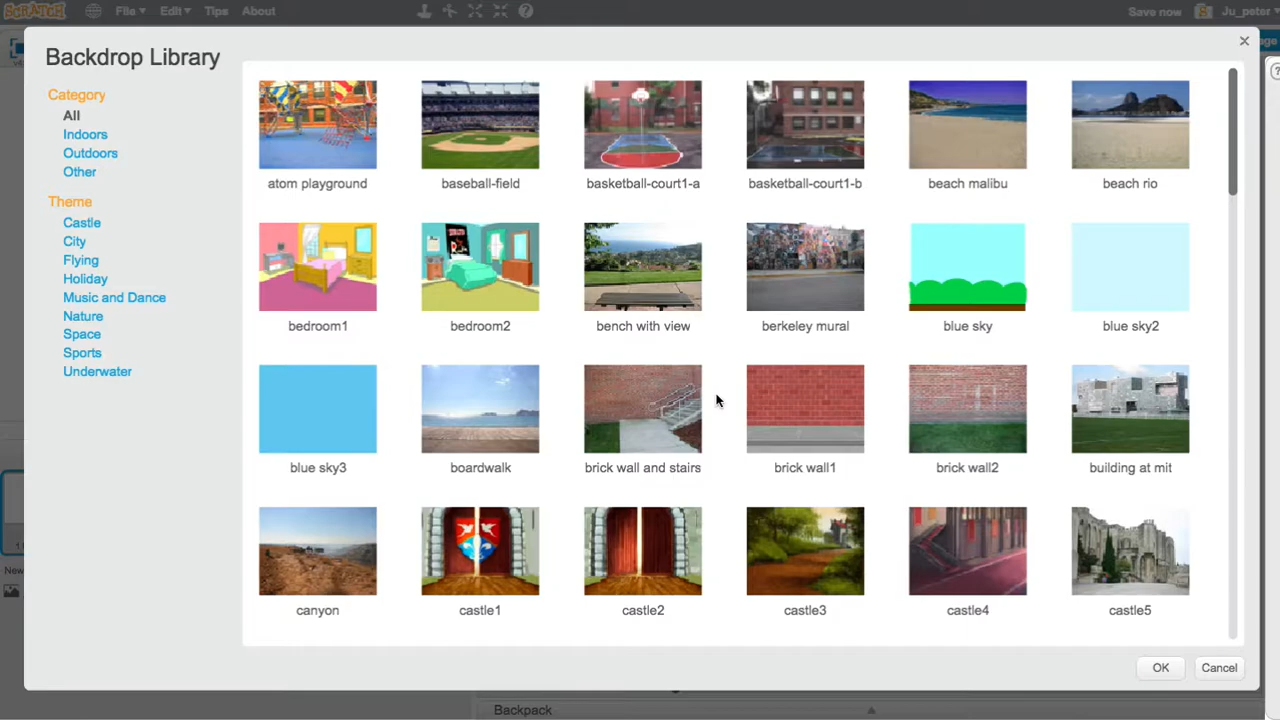 SCRATCH File Edit Tips About Save now Ju_peter
Backdrop Library
Category
All
Indoors
Outdoors
Other
Theme
Castle
City
Flying
Holiday
Music and Dance
Nature
Space
Sports
Underwater
atom playground baseball-field basketball-court1-a basketball-court1-b beach malibu beach rio
bedroom1 bedroom2 bench with view berkeley mural blue sky blue sky2
blue sky3 boardwalk brick wall and stairs brick wall1 brick wall2 building at mit
canyon castle1 castle2 castle3 castle4 castle5
OK Cancel
New
Backpack